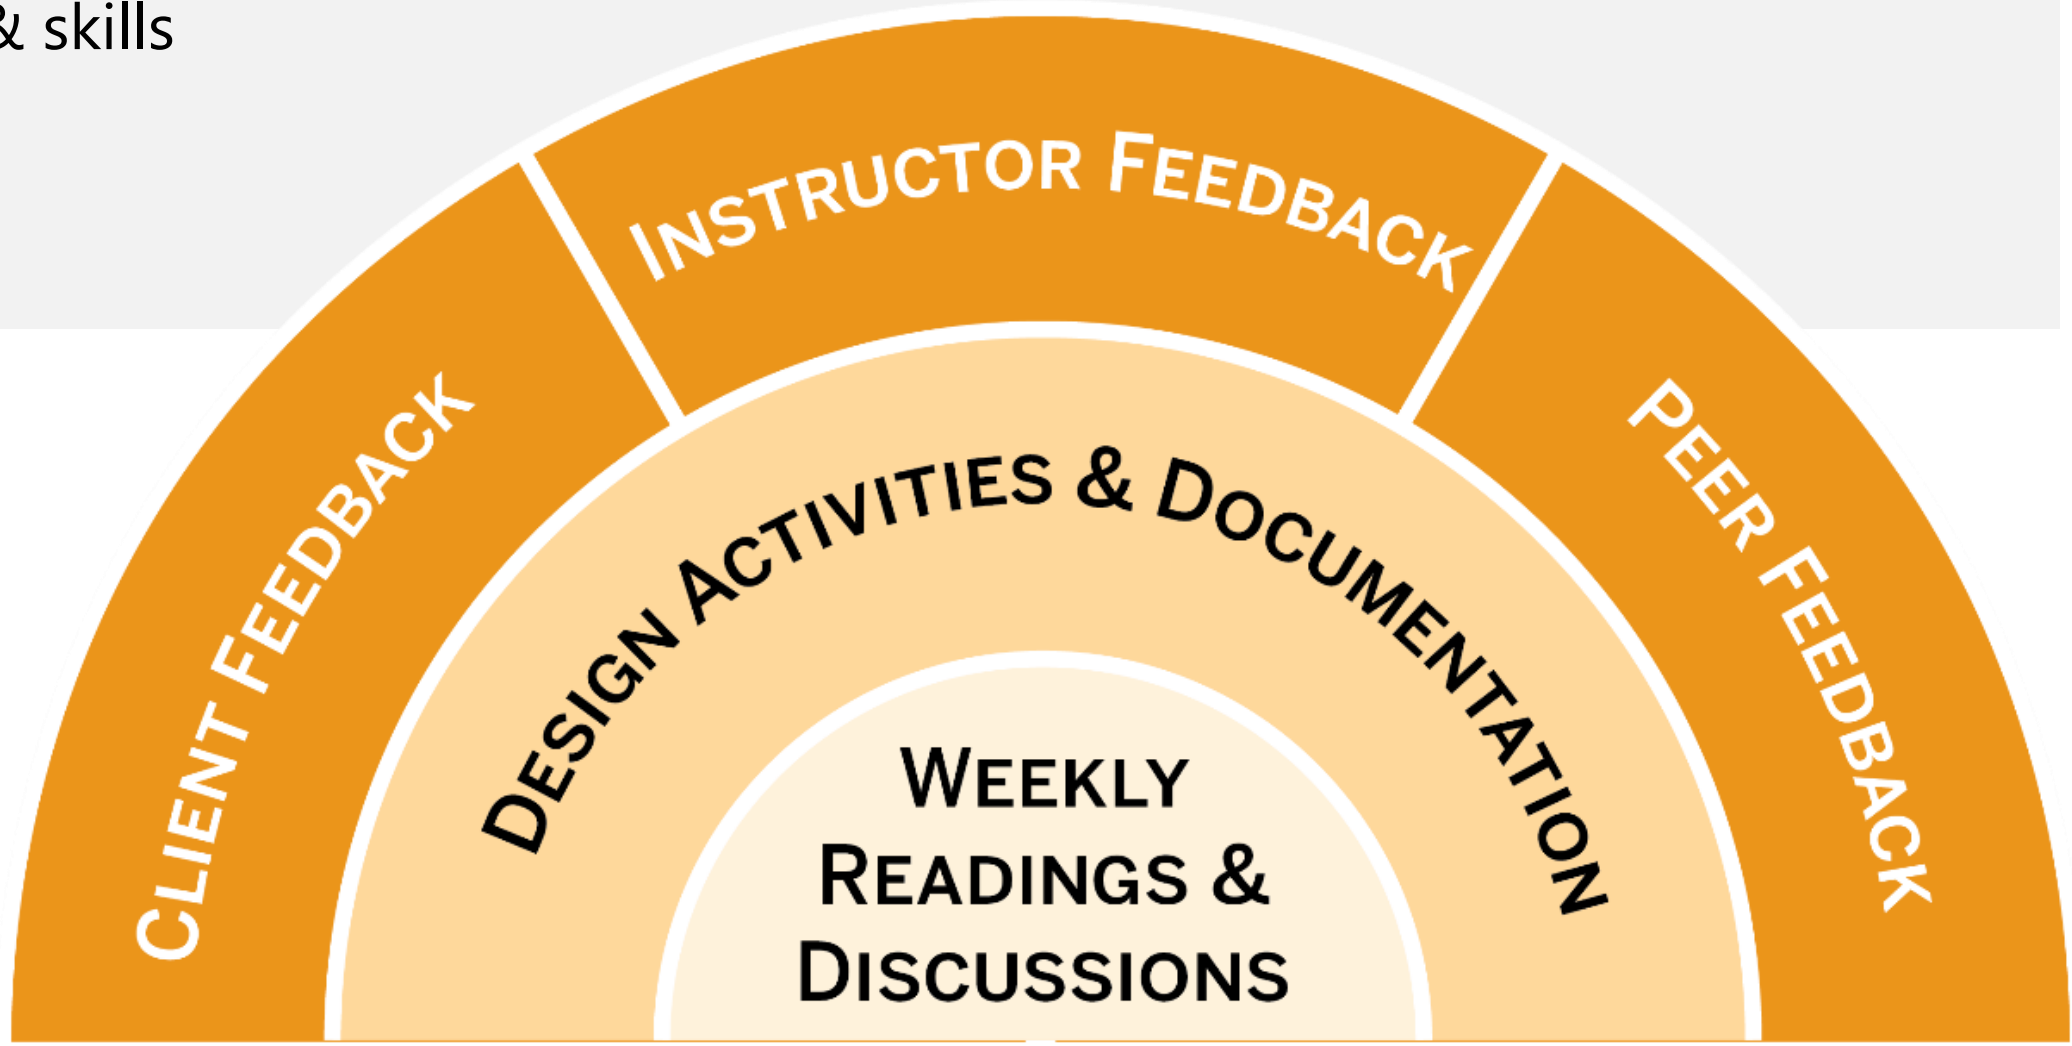 & skills
INSTRUCTOR FEEDBACK
CLIENT FEEDBACK
PEER FEEDBACK
DESIGN ACTIVITIES & DOCUMENTATION
WEEKLY
READINGS &
DISCUSSIONS